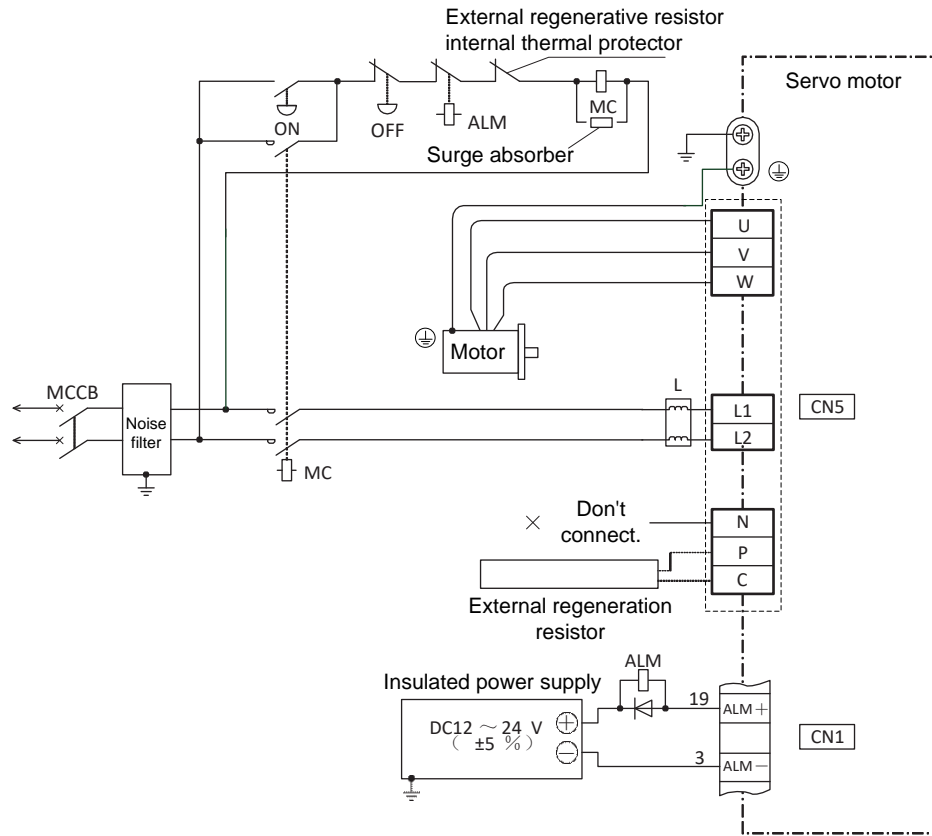 External regenerative resistor
internal thermal protector
Servo motor
ON
OFF
ALM
MC
Surge absorber
U
V
W
Motor
MCCB
Noise
filter
L
L1
L2
CN5
MC
Don't
connect.
N
P
C
External regeneration
resistor
ALM
Insulated power supply
DC12 ~ 24 V
( ±5 % )
19
ALM+
CN1
3
ALM-